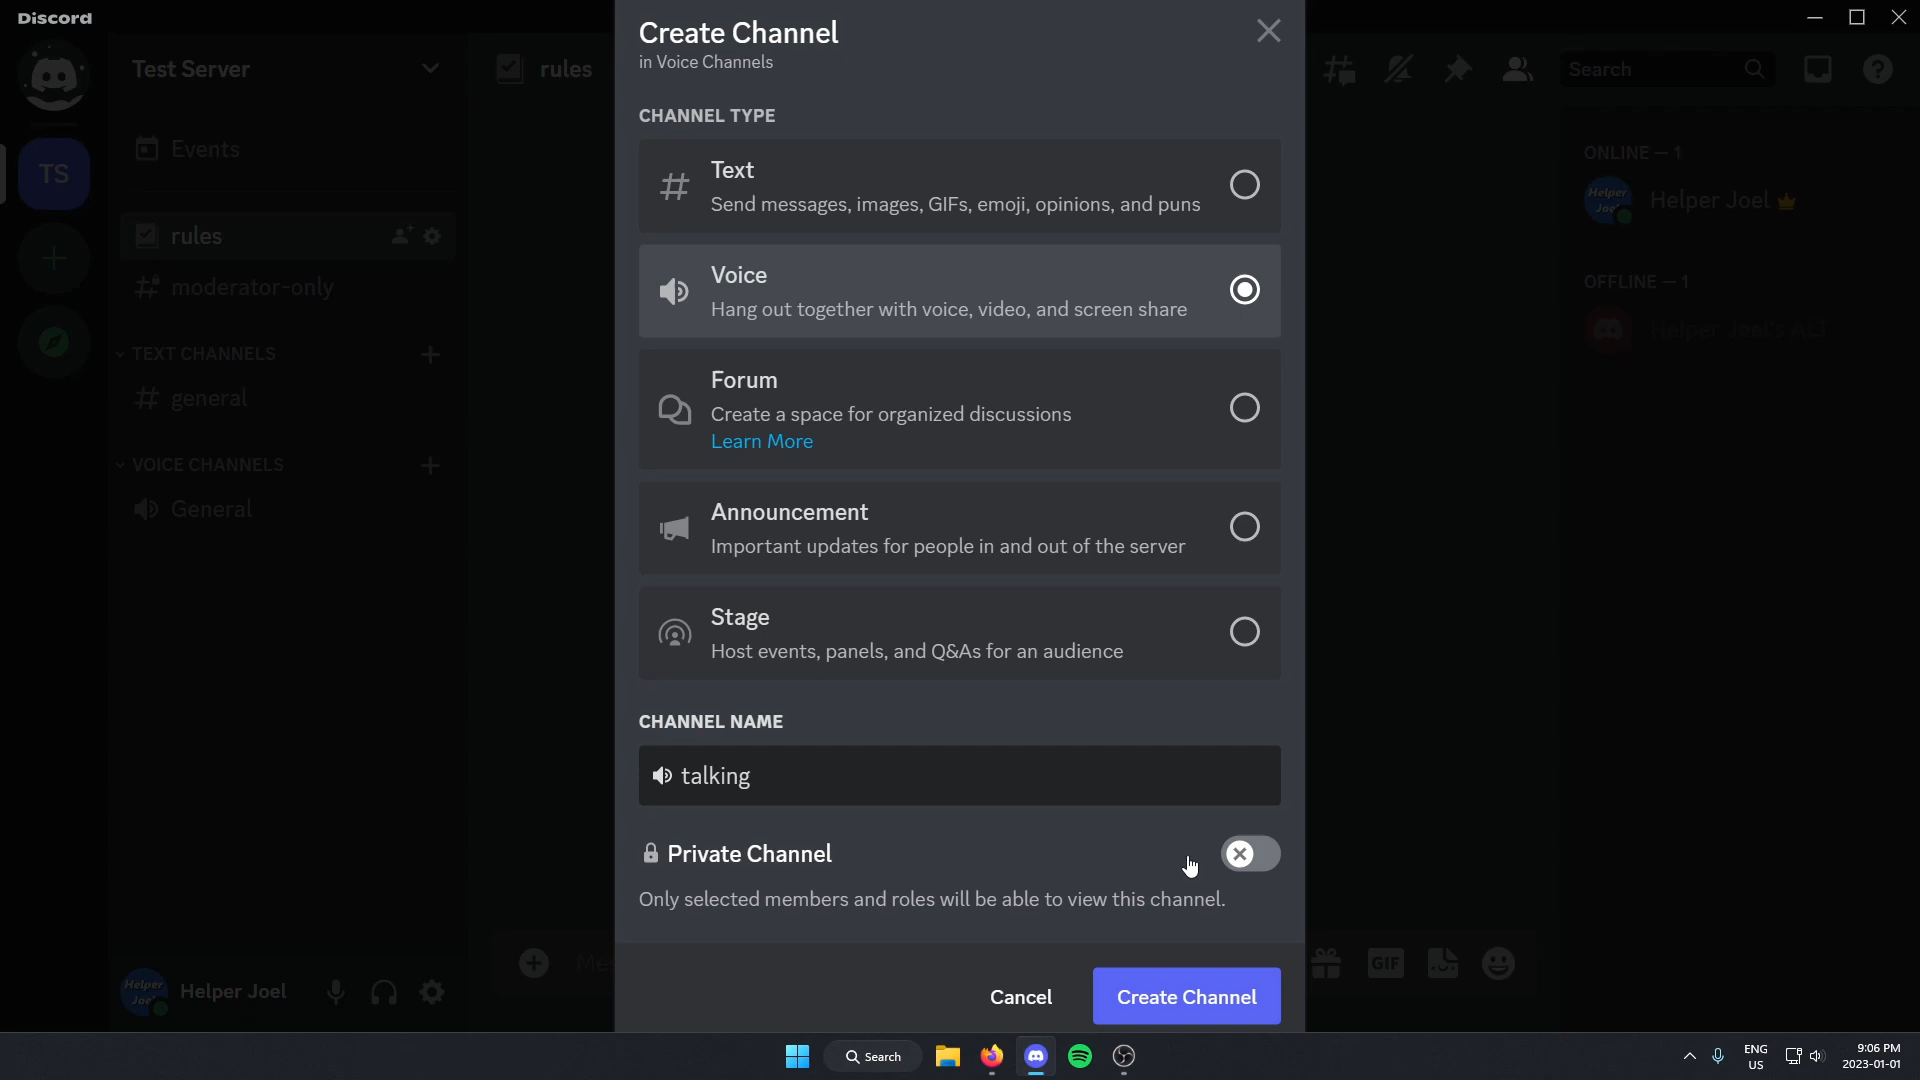 Discord
Test Server
Events
rules
moderator-only
TEXT CHANNELS
general
VOICE CHANNELS
General
Helper Joel
TS
rules
Create Channel
in Voice Channels
CHANNEL TYPE
Text
Send messages, images, GIFs, emoji, opinions, and puns
Voice
Hang out together with voice, video, and screen share
Forum
Create a space for organized discussions
Learn More
Announcement
Important updates for people in and out of the server
Stage
Host events, panels, and Q&As for an audience
CHANNEL NAME
talking
Private Channel
Only selected members and roles will be able to view this channel.
Cancel
Create Channel
Search
ONLINE — 1
Helper
Joel
Helper Joel
OFFLINE — 1
Helper Joel's ALT
GIF
Search
ENG
US
9:06 PM
2023-01-01